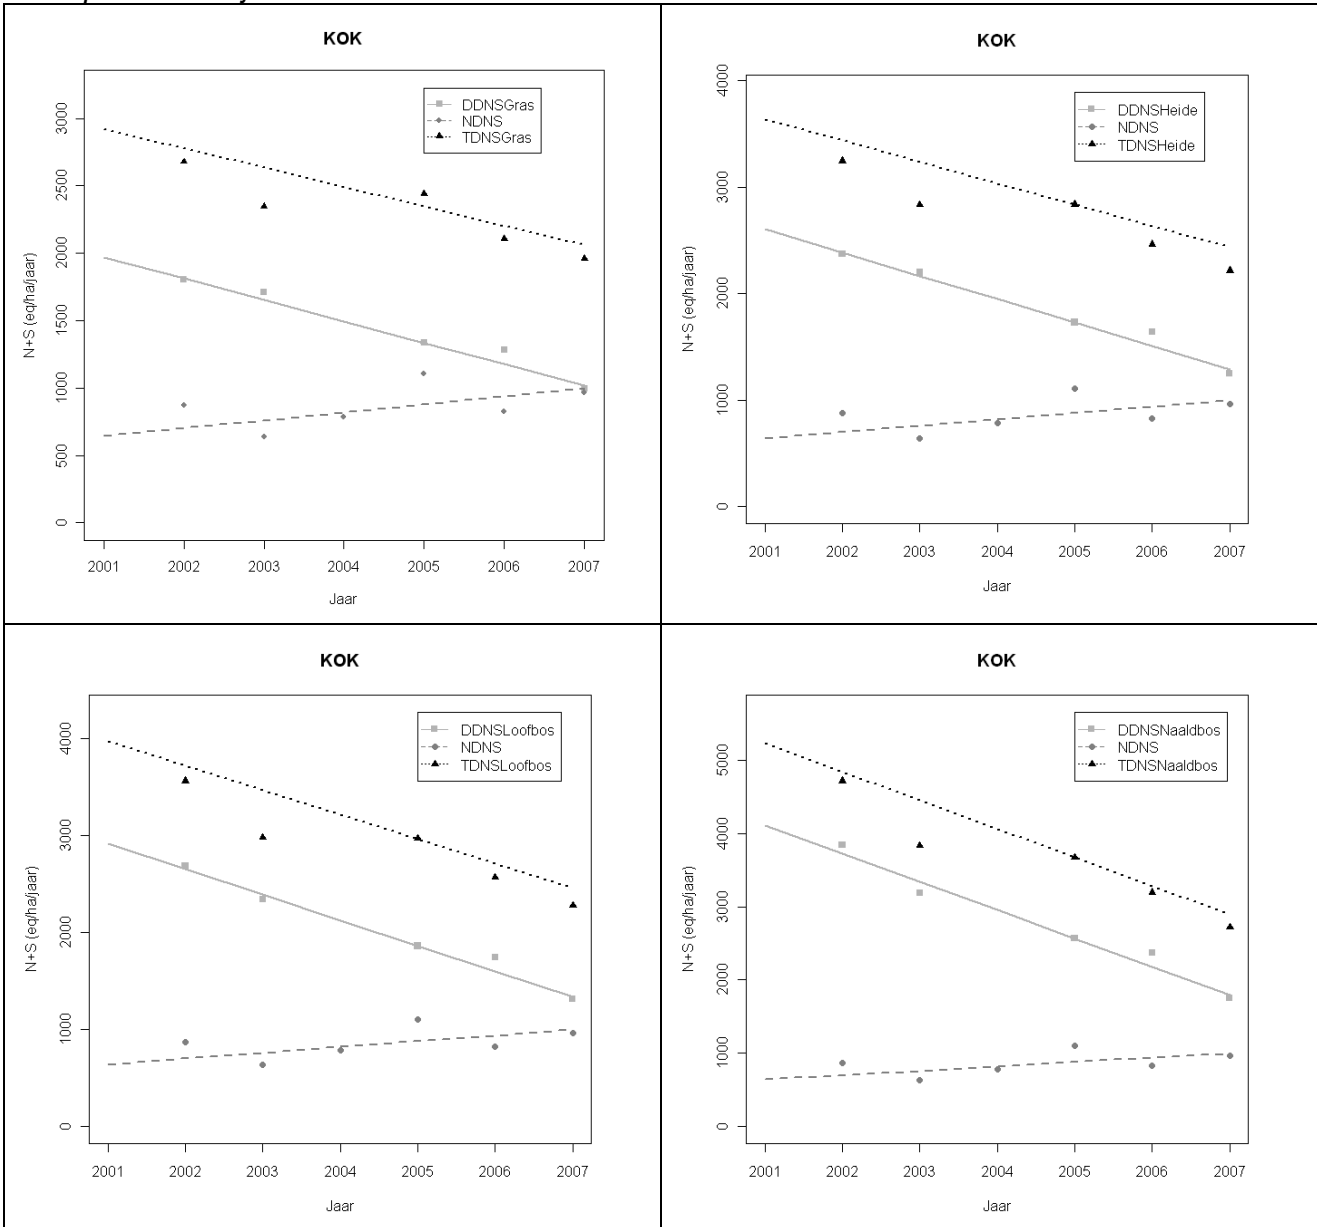 KOK
DDNSGras
NDNS
TDNSGras
N+S (eq/ha/jaar)
3000
2500
2000
1500
1000
500
0
2001 2002 2003 2004 2005 2006 2007
Jaar
KOK
DDNSHeide
NDNS
TDNSHeide
N+S (eq/ha/jaar)
4000
3000
2000
1000
0
2001 2002 2003 2004 2005 2006 2007
Jaar
KOK
DDNSLoofbos
NDNS
TDNSLoofbos
N+S (eq/ha/jaar)
4000
3000
2000
1000
0
2001 2002 2003 2004 2005 2006 2007
Jaar
KOK
DDNSNaaldbos
NDNS
TDNSNaaldbos
N+S (eq/ha/jaar)
5000
4000
3000
2000
1000
0
2001 2002 2003 2004 2005 2006 2007
Jaar